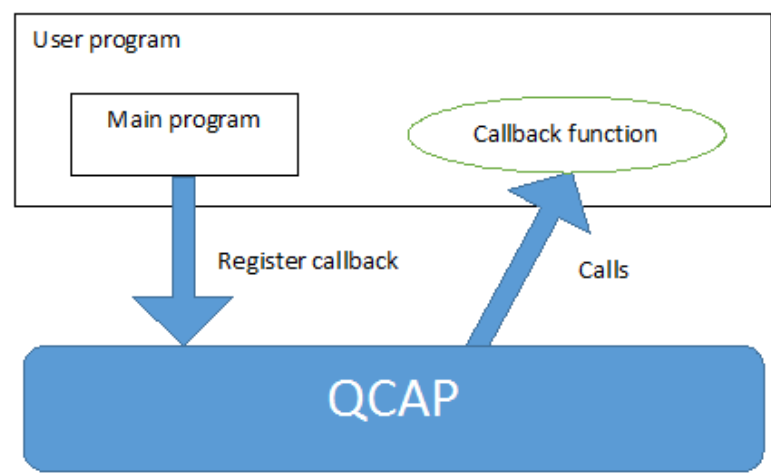 User program
Main program
Callback function
Register callback
Calls
QCAP